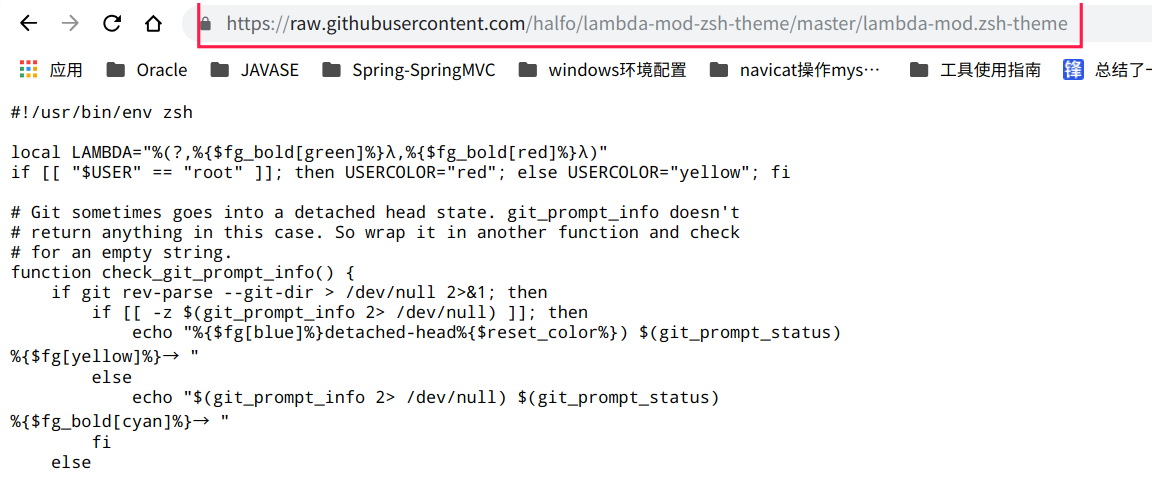 https://raw.githubusercontent.com/halfo/lambda-mod-zsh-theme/master/lambda-mod.zsh-theme
应用 Oracle JAVASE Spring-SpringMVC windows环境配置 navicat操作mys… 工具使用指南 锋 总结了一
#!/usr/bin/env zsh
local LAMBDA="%(?,%{$fg_bold[green]%}λ,%{$fg_bold[red]%}λ)"
if [[ "$USER" == "root" ]]; then USERCOLOR="red"; else USERCOLOR="yellow"; fi
# Git sometimes goes into a detached head state. git_prompt_info doesn't
# return anything in this case. So wrap it in another function and check
# for an empty string.
function check_git_prompt_info() {
    if git rev-parse --git-dir > /dev/null 2>&1; then
        if [[ -z $(git_prompt_info 2> /dev/null) ]]; then
            echo "%{$fg[blue]%}detached-head%{$reset_color%}) $(git_prompt_status)
%{$fg[yellow]%}→ "
        else
            echo "$(git_prompt_info 2> /dev/null) $(git_prompt_status)
%{$fg_bold[cyan]%}→ "
        fi
    else